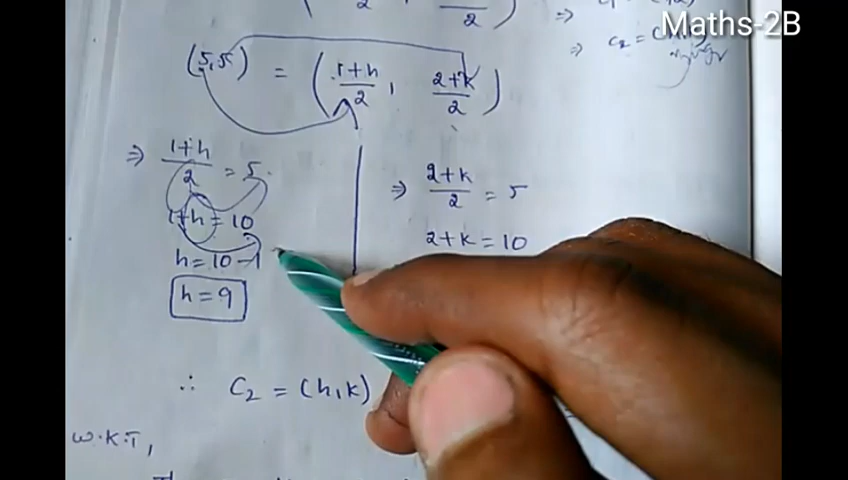 Maths-2B
(5,5) = (1+h/2, 2+k/2)
⇒ 1+h/2 = 5
1+h = 10
h = 10-1
h = 9
⇒ 2+k/2 = 5
2+k = 10
∴ C₂ = (h,k)
W.K.T,